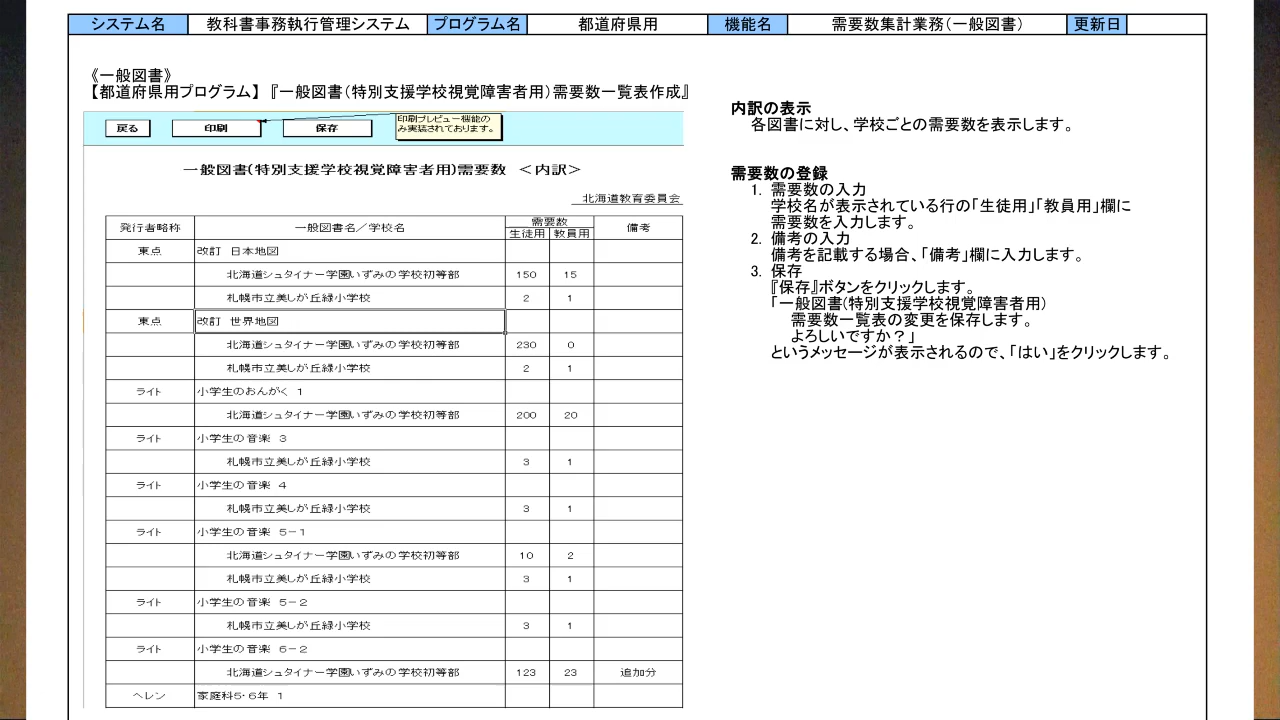 システム名 教科書事務執行管理システム プログラム名 都道府県用 機能名 需要数集計業務（一般図書） 更新日
《一般図書》
【都道府県用プログラム】『一般図書（特別支援学校視覚障害者用）需要数一覧表作成』
戻る 印刷 保存
印刷プレビュー機能の
み実装されております。
一般図書(特別支援学校視覚障害者用)需要数 ＜内訳＞
北海道教育委員会
発行者略称 一般図書名／学校名 需要数 備考
生徒用 教員用
東点 改訂 日本地図
北海道シュタイナー学園いずみの学校初等部 150 15
札幌市立美しが丘緑小学校 2 1
東点 改訂 世界地図
北海道シュタイナー学園いずみの学校初等部 230 0
札幌市立美しが丘緑小学校 2 1
ライト 小学生のおんがく 1
北海道シュタイナー学園いずみの学校初等部 200 20
ライト 小学生の音楽 3
札幌市立美しが丘緑小学校 3 1
ライト 小学生の音楽 4
札幌市立美しが丘緑小学校 3 1
ライト 小学生の音楽 5－1
北海道シュタイナー学園いずみの学校初等部 10 2
札幌市立美しが丘緑小学校 3 1
ライト 小学生の音楽 5－2
札幌市立美しが丘緑小学校 3 1
ライト 小学生の音楽 6－2
北海道シュタイナー学園いずみの学校初等部 123 23 追加分
ヘレン 家庭科5・6年 1
内訳の表示
各図書に対し、学校ごとの需要数を表示します。
需要数の登録
1. 需要数の入力
学校名が表示されている行の「生徒用」「教員用」欄に
需要数を入力します。
2. 備考の入力
備考を記載する場合、「備考」欄に入力します。
3. 保存
『保存』ボタンをクリックします。
「一般図書(特別支援学校視覚障害者用)
需要数一覧表の変更を保存します。
よろしいですか？」
というメッセージが表示されるので、「はい」をクリックします。